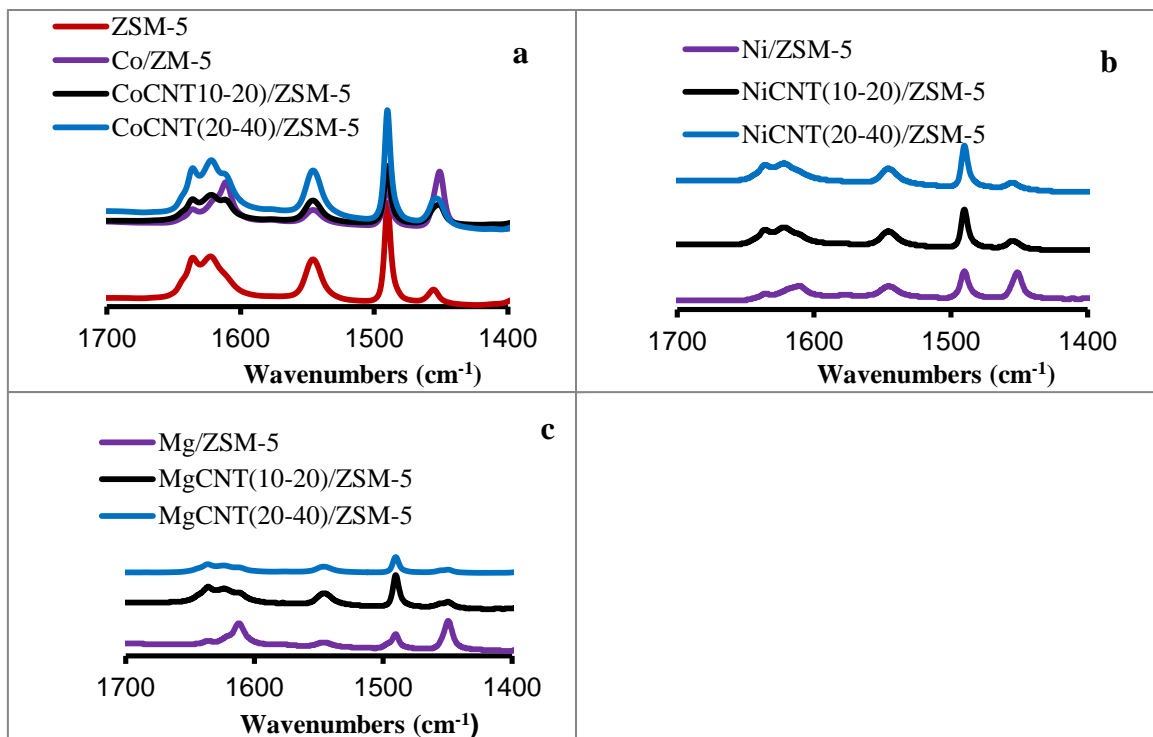 ZSM-5
Co/ZM-5
CoCNT10-20)/ZSM-5
CoCNT(20-40)/ZSM-5
a
1700 1600 1500 1400
Wavenumbers (cm-1)
Ni/ZSM-5
NiCNT(10-20)/ZSM-5
NiCNT(20-40)/ZSM-5
b
1700 1600 1500 1400
Wavenumbers (cm-1)
Mg/ZSM-5
MgCNT(10-20)/ZSM-5
MgCNT(20-40)/ZSM-5
c
1700 1600 1500 1400
Wavenumbers (cm-1)